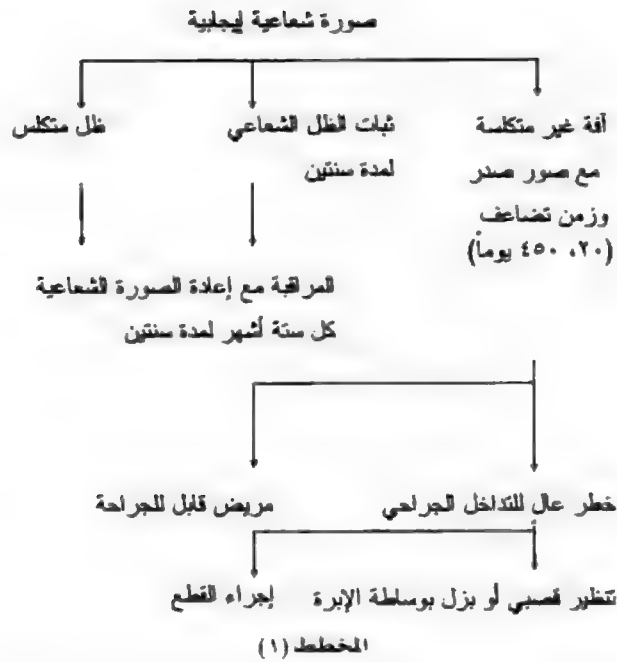 صورة شعاعية إيجابية
آفة غير متكلسة
مع صور صدر
وزمن تضاعف
(٢٠، ٤٥٠ يوماً)
ثبات الظل الشعاعي
لمدة سنتين
ظل متكلس
المراقبة مع إعادة الصورة الشعاعية
كل ستة أشهر لمدة سنتين
خطر عال للتداخل الجراحي
مريض قابل للجراحة
تنظير قصبي أو بزل بوساطة الإبرة
إجراء القطع
المخطط (١)